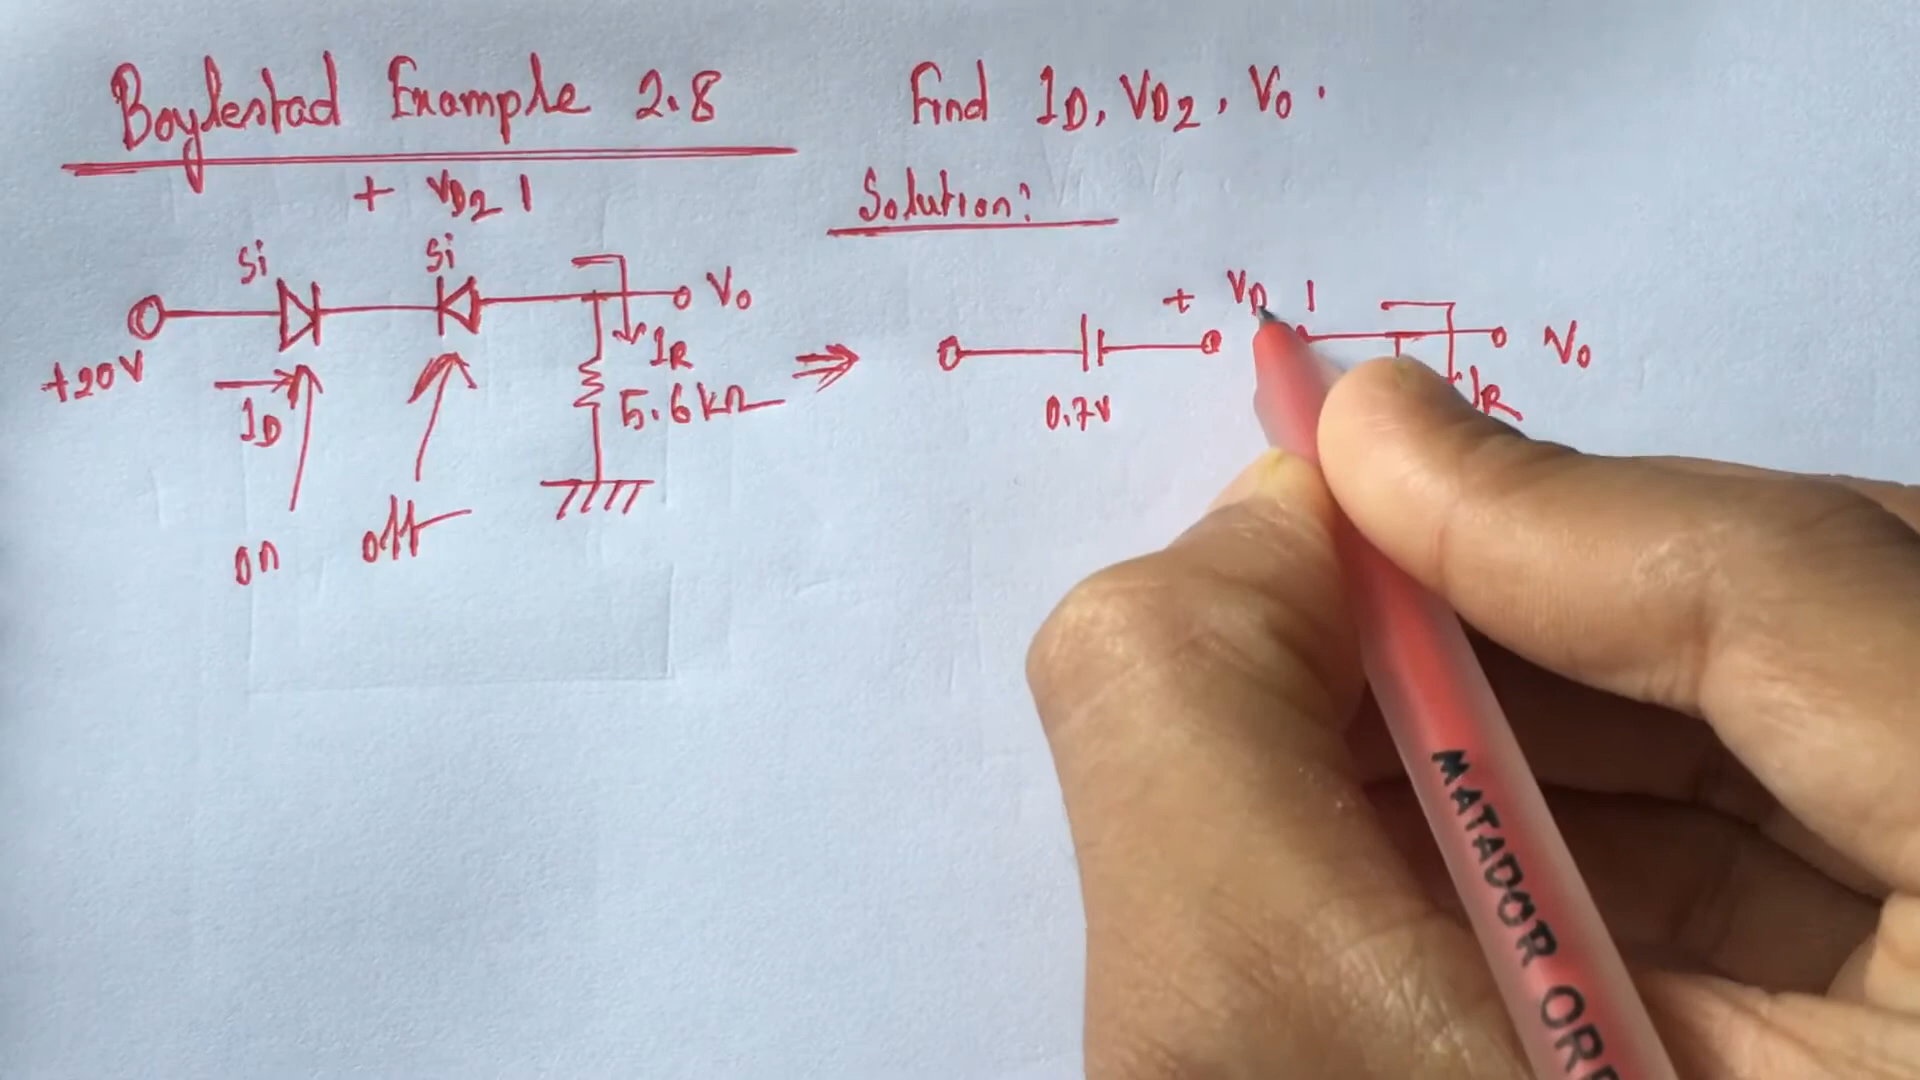 Boylestad Example 2.8
Find ID, VD2, Vo.
+ VD2 -
Solution:
Si
Si
Vo
+20V
ID
IR
5.6kΩ
on
off
+ VD -
Vo
0.7V
IR
MATADOR ORB